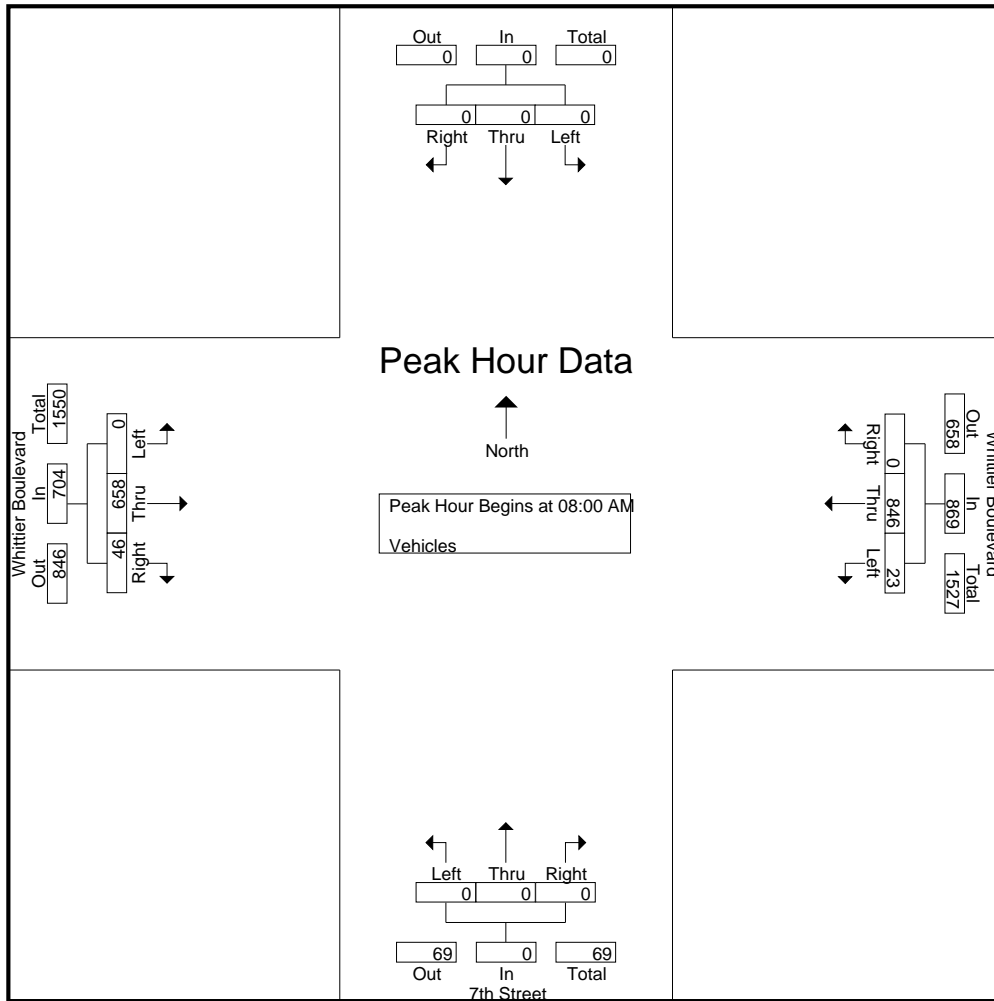 Out In Total
0 0 0
0 0 0
Right Thru Left
Peak Hour Data
North
Peak Hour Begins at 08:00 AM
Vehicles
Whittier Boulevard
Out In Total
846 704 1550
46 658 0
Right Thru Left
Whittier Boulevard
Out In Total
658 869 1527
0 846 23
Right Thru Left
Left Thru Right
0 0 0
69 0 69
Out In Total
7th Street